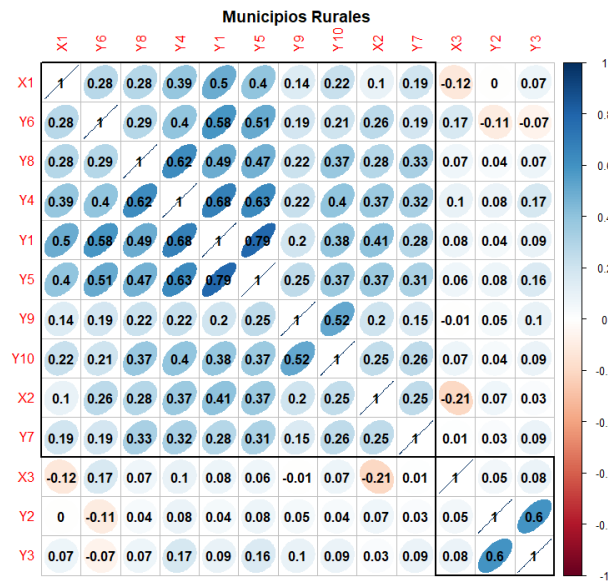 Municipios Rurales
X1 Y6 Y8 Y4 Y1 Y5 Y9 Y10 X2 Y7 X3 Y2 Y3
X1 1 0.28 0.28 0.39 0.5 0.4 0.14 0.22 0.1 0.19 -0.12 0 0.07
Y6 0.28 1 0.29 0.4 0.58 0.51 0.19 0.21 0.26 0.19 0.17 -0.11 -0.07
Y8 0.28 0.29 1 0.62 0.49 0.47 0.22 0.37 0.28 0.33 0.07 0.04 0.07
Y4 0.39 0.4 0.62 1 0.68 0.63 0.22 0.4 0.37 0.32 0.1 0.08 0.17
Y1 0.5 0.58 0.49 0.68 1 0.79 0.2 0.38 0.41 0.28 0.08 0.04 0.09
Y5 0.4 0.51 0.47 0.63 0.79 1 0.25 0.37 0.37 0.31 0.06 0.08 0.16
Y9 0.14 0.19 0.22 0.22 0.2 0.25 1 0.52 0.2 0.15 -0.01 0.05 0.1
Y10 0.22 0.21 0.37 0.4 0.38 0.37 0.52 1 0.25 0.26 0.07 0.04 0.09
X2 0.1 0.26 0.28 0.37 0.41 0.37 0.2 0.25 1 0.25 -0.21 0.07 0.03
Y7 0.19 0.19 0.33 0.32 0.28 0.31 0.15 0.26 0.25 1 0.01 0.03 0.09
X3 -0.12 0.17 0.07 0.1 0.08 0.06 -0.01 0.07 -0.21 0.01 1 0.05 0.08
Y2 0 -0.11 0.04 0.08 0.04 0.08 0.05 0.04 0.07 0.03 0.05 1 0.6
Y3 0.07 -0.07 0.07 0.17 0.09 0.16 0.1 0.09 0.03 0.09 0.08 0.6 1
1
0